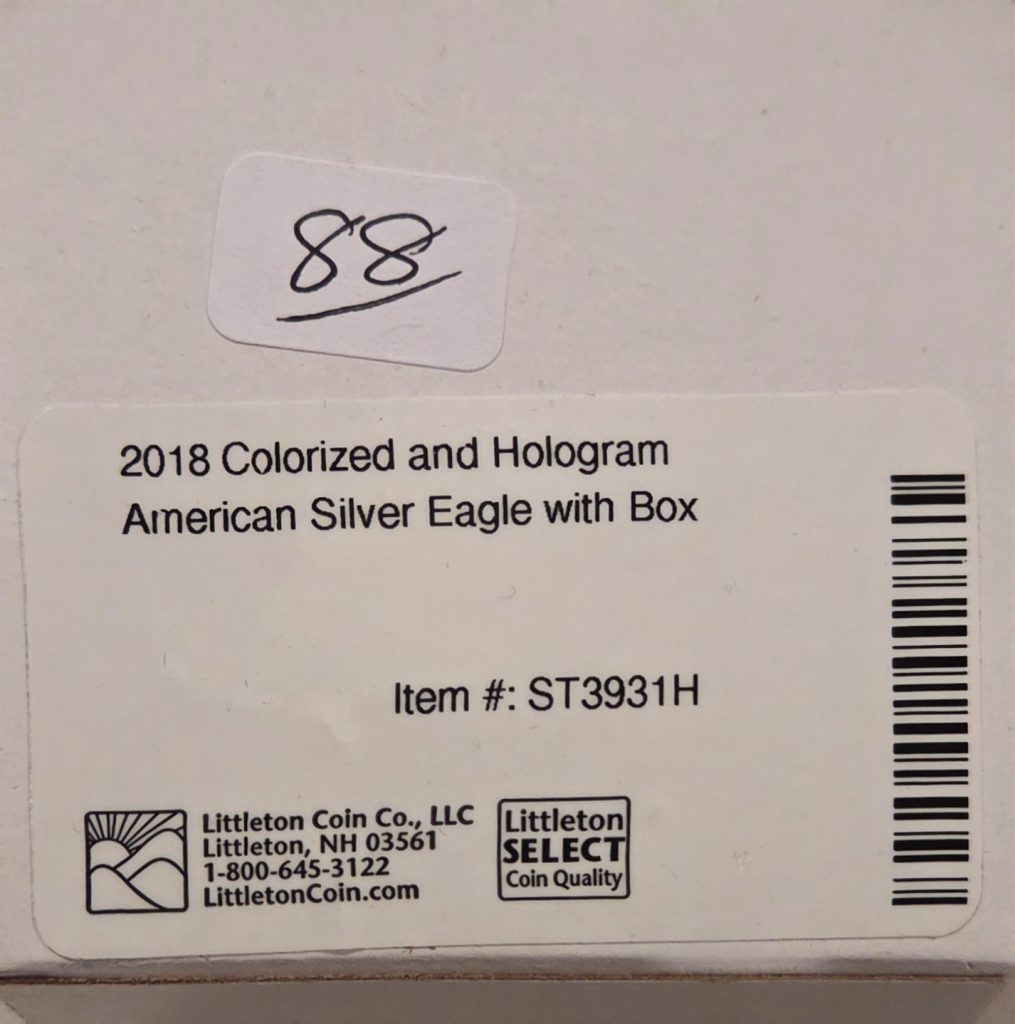 88
2018 Colorized and Hologram
American Silver Eagle with Box
Item #: ST3931H
Littleton Coin Co., LLC
Littleton, NH 03561
1-800-645-3122
LittletonCoin.com
Littleton
SELECT
Coin Quality